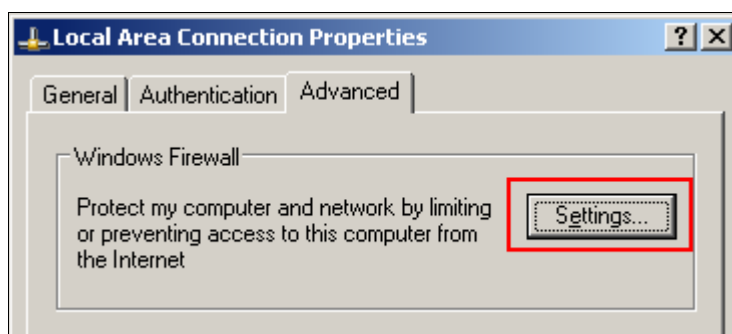 Local Area Connection Properties
General Authentication Advanced
Windows Firewall
Protect my computer and network by limiting
or preventing access to this computer from
the Internet
Settings...